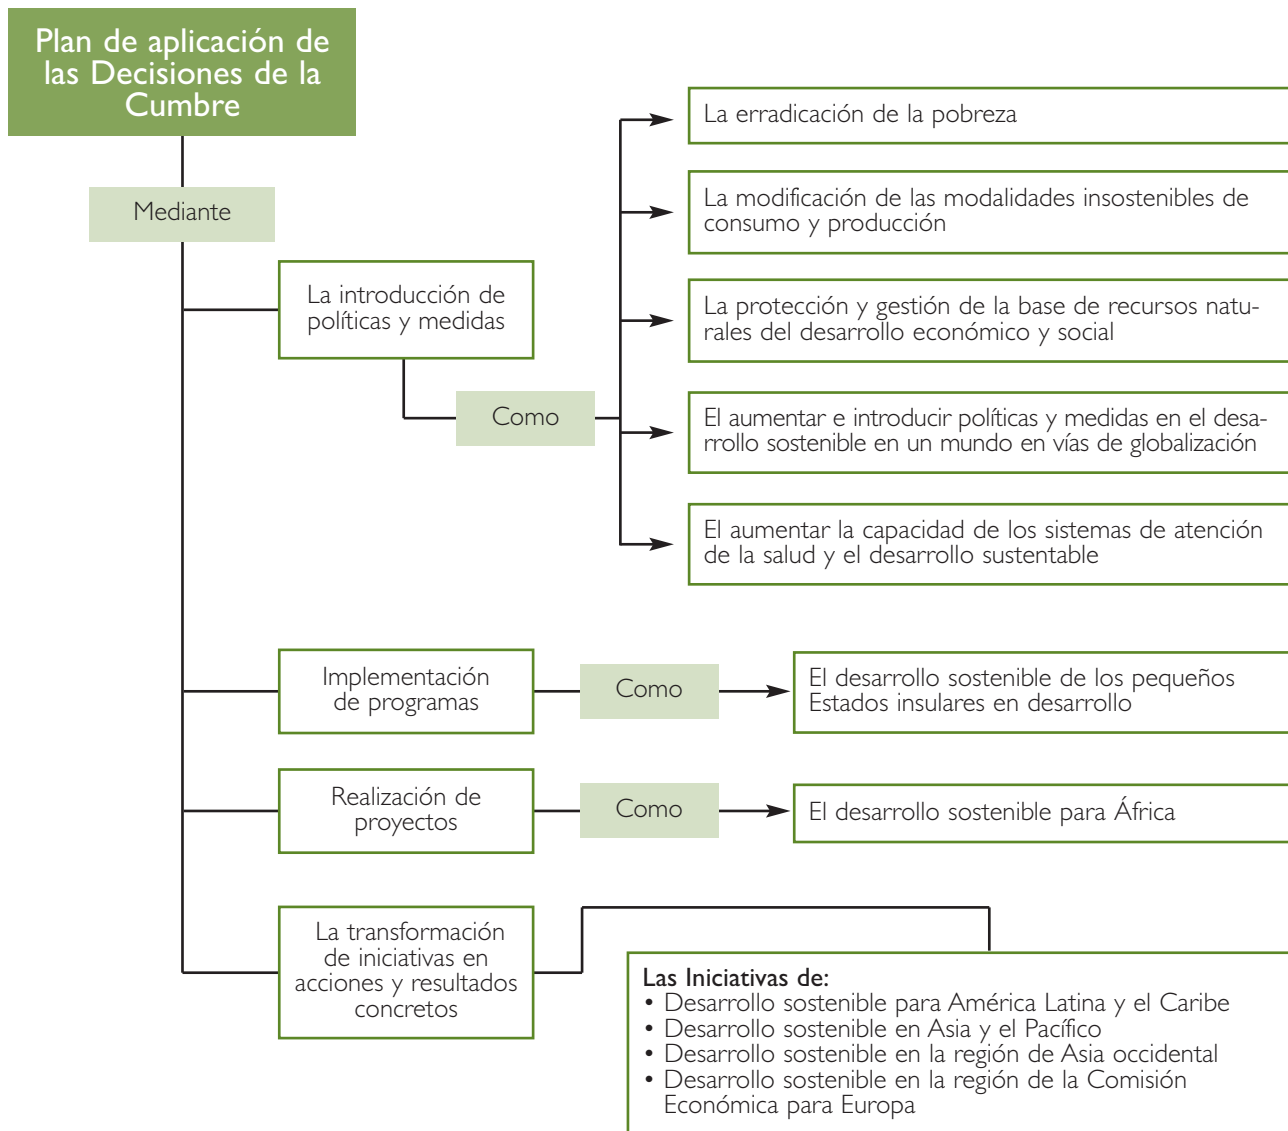 Plan de aplicación de
las Decisiones de la
Cumbre
Mediante
La introducción de
políticas y medidas
Como
La erradicación de la pobreza
La modificación de las modalidades insostenibles de
consumo y producción
La protección y gestión de la base de recursos natu-
rales del desarrollo económico y social
El aumentar e introducir políticas y medidas en el desa-
rrollo sostenible en un mundo en vías de globalización
El aumentar la capacidad de los sistemas de atención
de la salud y el desarrollo sustentable
Implementación
de programas
Como
El desarrollo sostenible de los pequeños
Estados insulares en desarrollo
Realización de
proyectos
Como
El desarrollo sostenible para África
La transformación
de iniciativas en
acciones y resultados
concretos
Las Iniciativas de:
• Desarrollo sostenible para América Latina y el Caribe
• Desarrollo sostenible en Asia y el Pacífico
• Desarrollo sostenible en la región de Asia occidental
• Desarrollo sostenible en la región de la Comisión
Económica para Europa